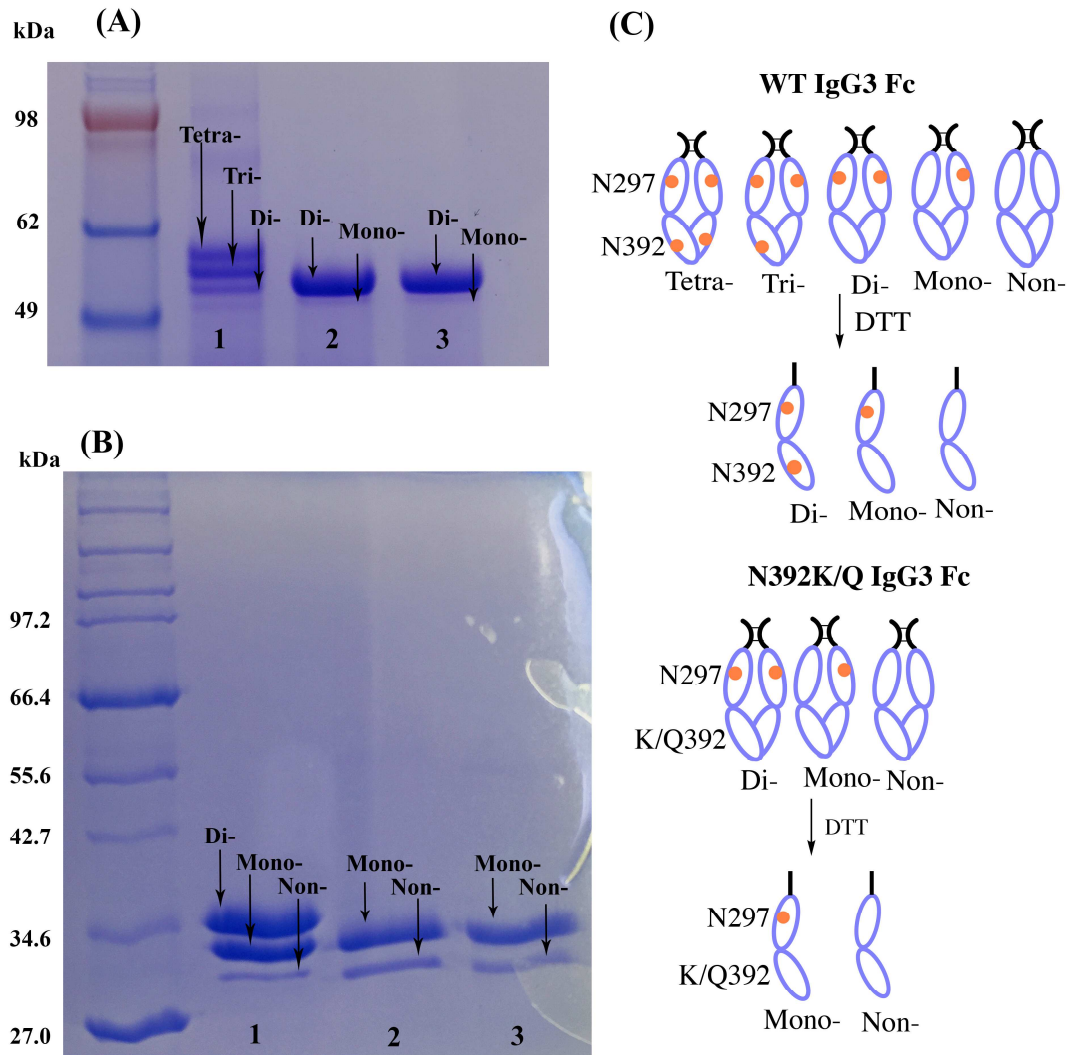 (A)
kDa
98
62
49
Tetra-
Tri-
Di-
Di-
Mono-
Di-
Mono-
1
2
3
(B)
kDa
97.2
66.4
55.6
42.7
34.6
27.0
Di-
Mono-
Non-
Mono-
Non-
Mono-
Non-
1
2
3
(C)
WT IgG3 Fc
N297
N392
Tetra- Tri- Di- Mono- Non-
DTT
N297
N392
Di- Mono- Non-
N392K/Q IgG3 Fc
N297
K/Q392
Di- Mono- Non-
DTT
N297
K/Q392
Mono- Non-